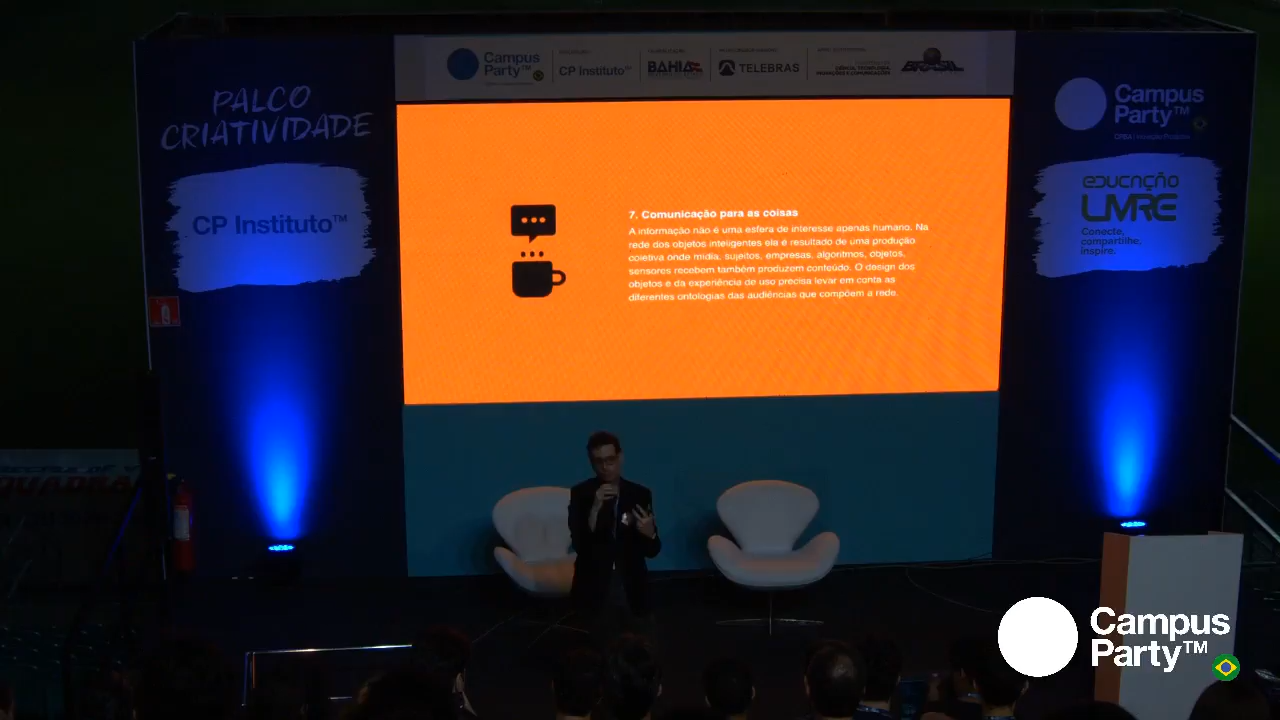 Campus
Party™
CP Instituto™
BAHIA
TELEBRAS
BRASIL
PALCO
CRIATIVIDADE
CP Instituto™
Campus
Party™
EDUCAÇÃO
LIVRE
Conecte,
compartilhe,
inspire.
7. Comunicação para as coisas
A informação não é uma esfera de interesse apenas humano. Na
rede dos objetos inteligentes ela é resultado de uma produção
coletiva onde mídia, sujeitos, empresas, algoritmos, objetos,
sensores recebem também produzem conteúdo. O design dos
objetos e da experiência de uso precisa levar em conta as
diferentes ontologias das audiências que compõem a rede.
QUADRA
Campus
Party™